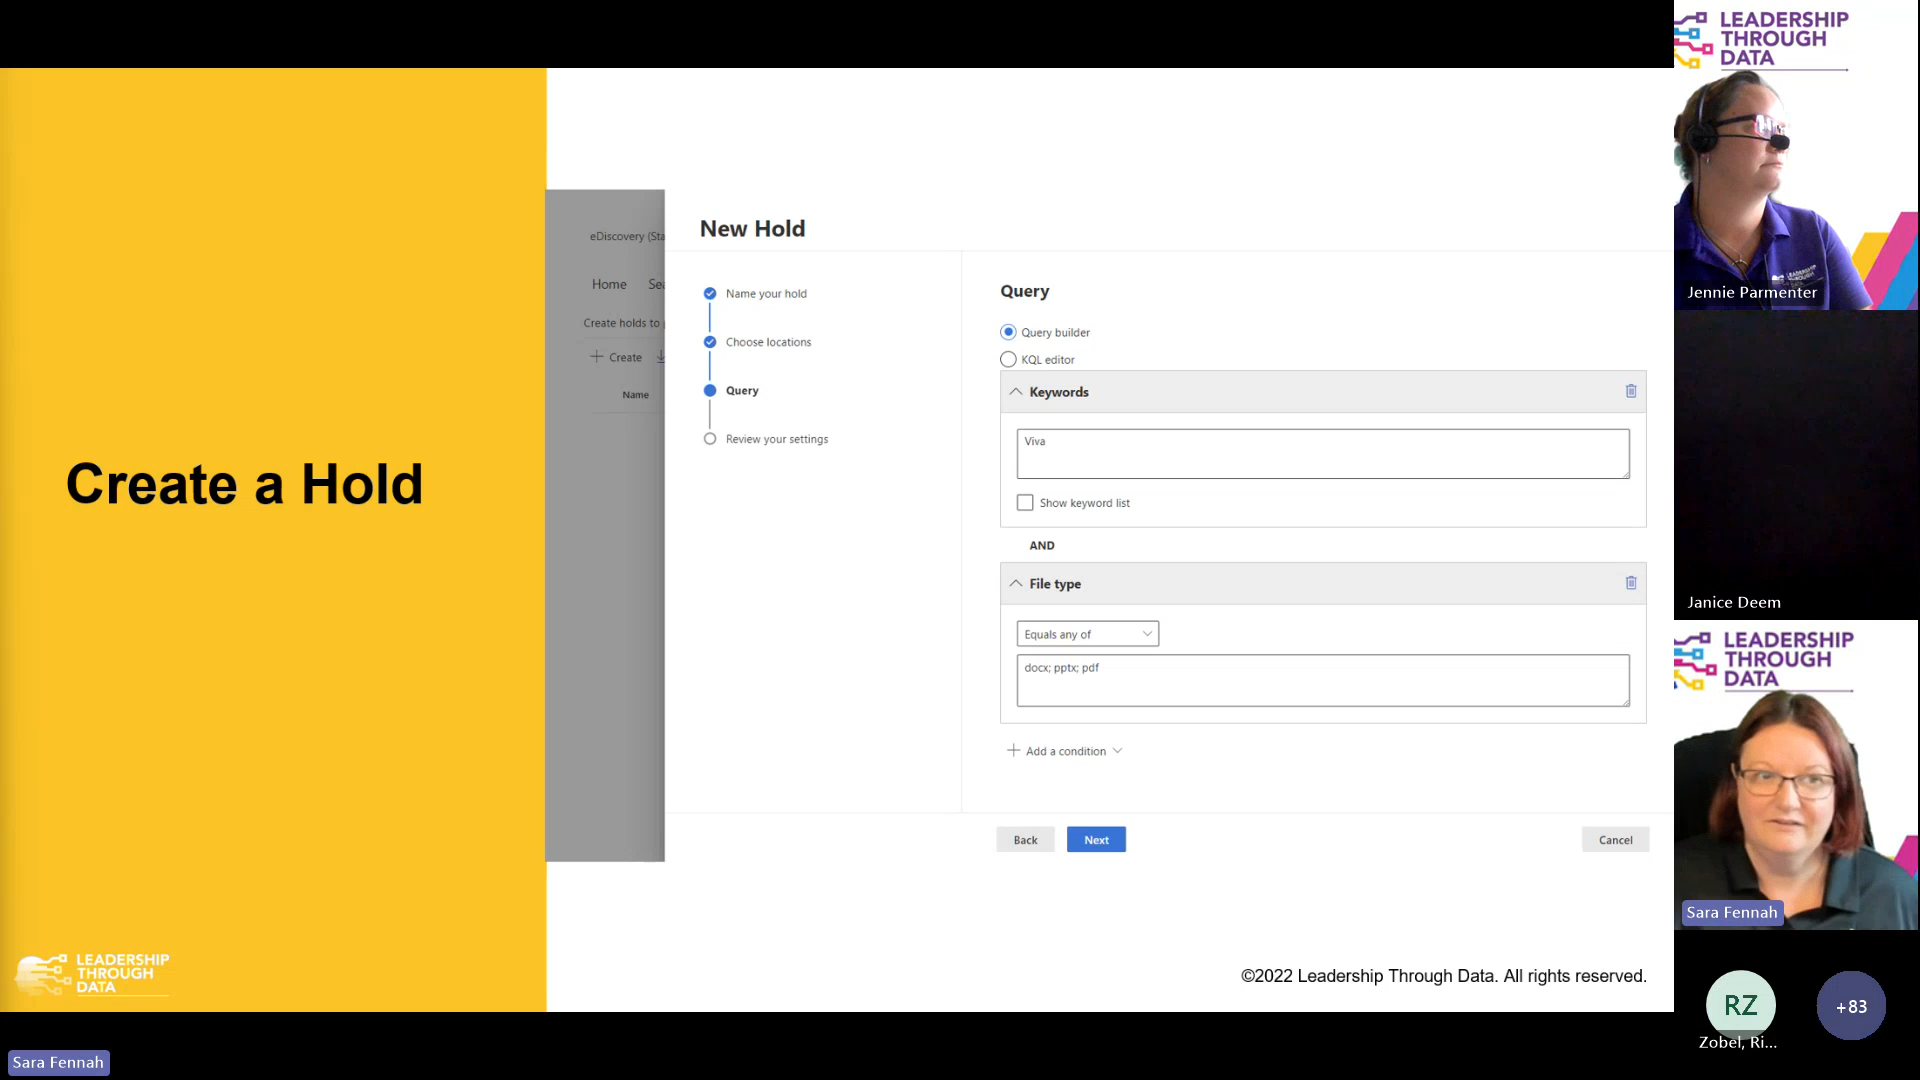 Create a Hold
LEADERSHIP
THROUGH
DATA
eDiscovery (Sta
Home Sea
Create holds to p
Create
Name
New Hold
Name your hold
Choose locations
Query
Review your settings
Query
Query builder
KQL editor
Keywords
Viva
Show keyword list
AND
File type
Equals any of
docx; pptx; pdf
Add a condition
Back
Next
Cancel
©2022 Leadership Through Data. All rights reserved.
Sara Fennah
LEADERSHIP
THROUGH
DATA
LEADERSHIP
THROUGH
Jennie Parmenter
Janice Deem
LEADERSHIP
THROUGH
DATA
Sara Fennah
RZ
Zobel, Ri...
+83